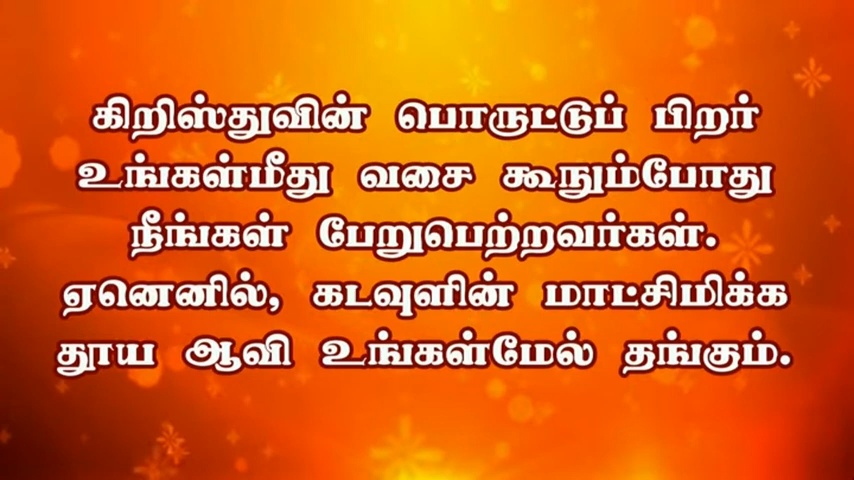 கிறிஸ்துவின் பொருட்டுப் பிறர்
உங்கள்மீது வசை கூறும்போது
நீங்கள் பேறுபெற்றவர்கள்.
ஏனெனில், கடவுளின் மாட்சிமிக்க
தூய ஆவி உங்கள்மேல் தங்கும்.